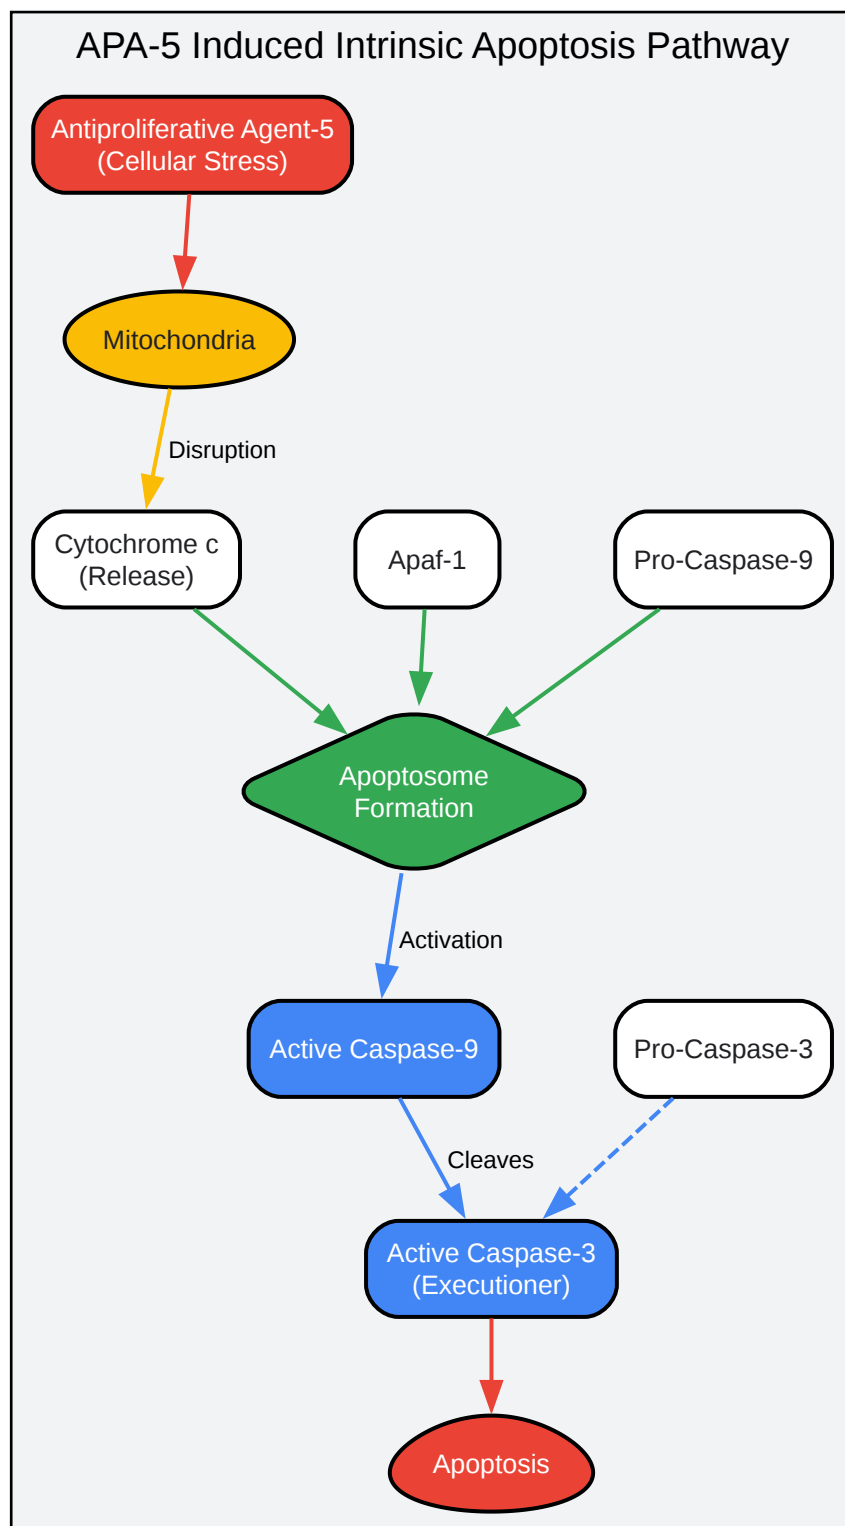 APA-5 Induced Intrinsic Apoptosis Pathway
Antiproliferative Agent-5
(Cellular Stress)
Mitochondria
Disruption
Cytochrome c
(Release)
Apaf-1
Pro-Caspase-9
Apoptosome
Formation
Activation
Active Caspase-9
Pro-Caspase-3
Cleaves
Active Caspase-3
(Executioner)
Apoptosis